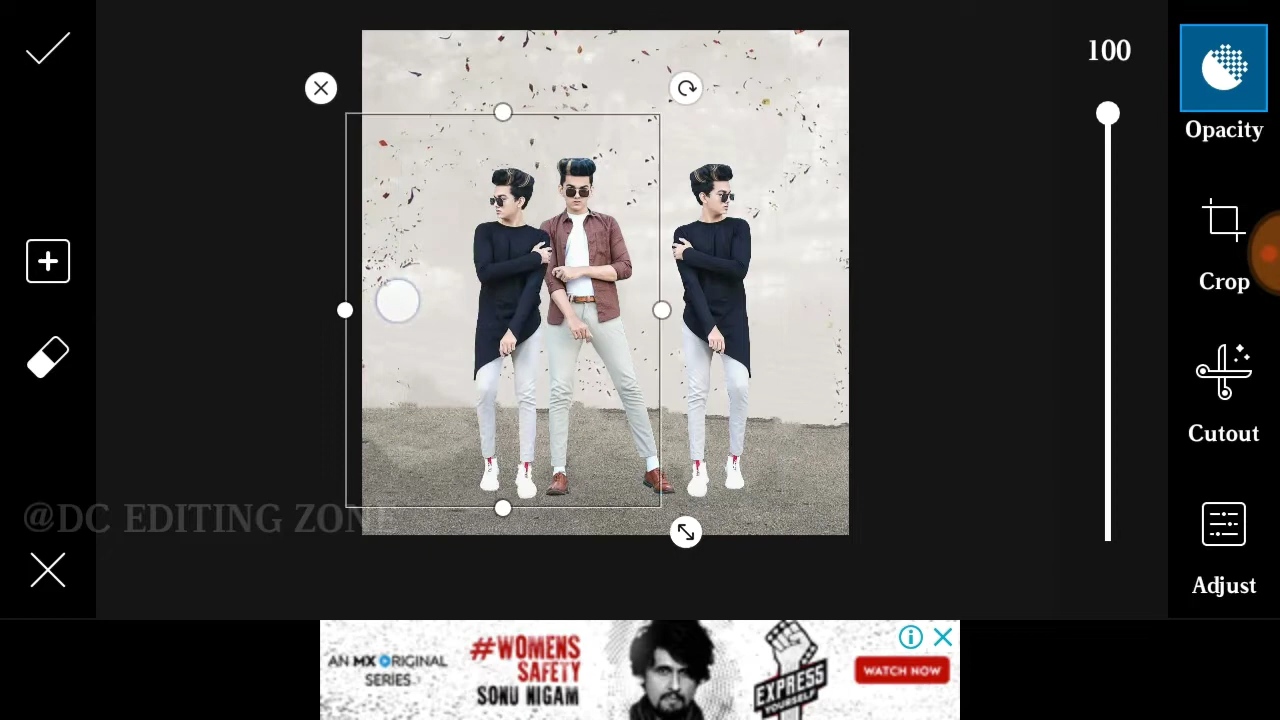 100
Opacity
Crop
Cutout
@DC EDITING ZONE
Adjust
AN MX ORIGINAL
SERIES
#WOMENS
SAFETY
SONU NIGAM
EXPRESS
YOURSELF
WATCH NOW